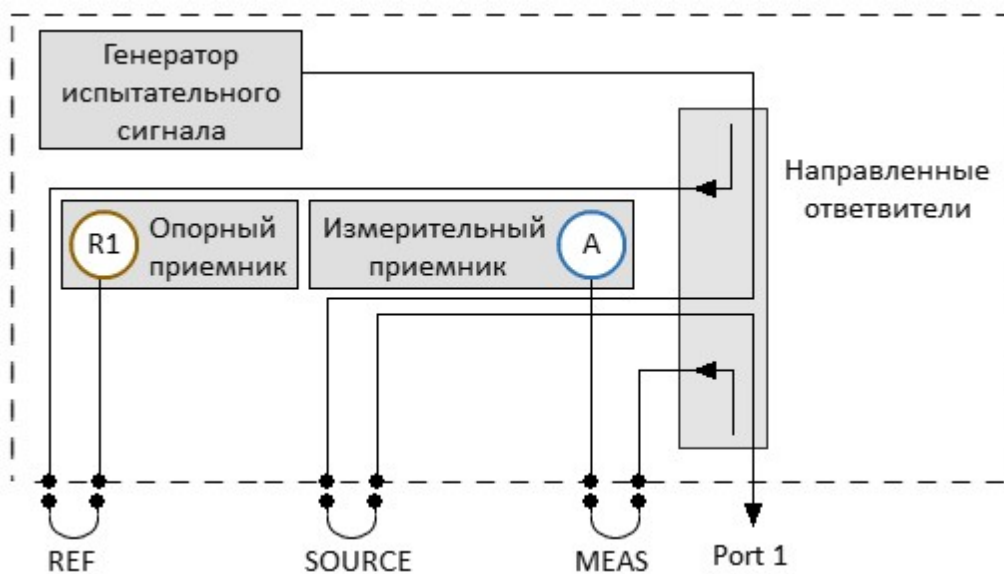 Генератор
испытательного
сигнала
Направленные
ответвители
R1
Опорный
приемник
Измерительный
приемник
A
REF
SOURCE
MEAS
Port 1